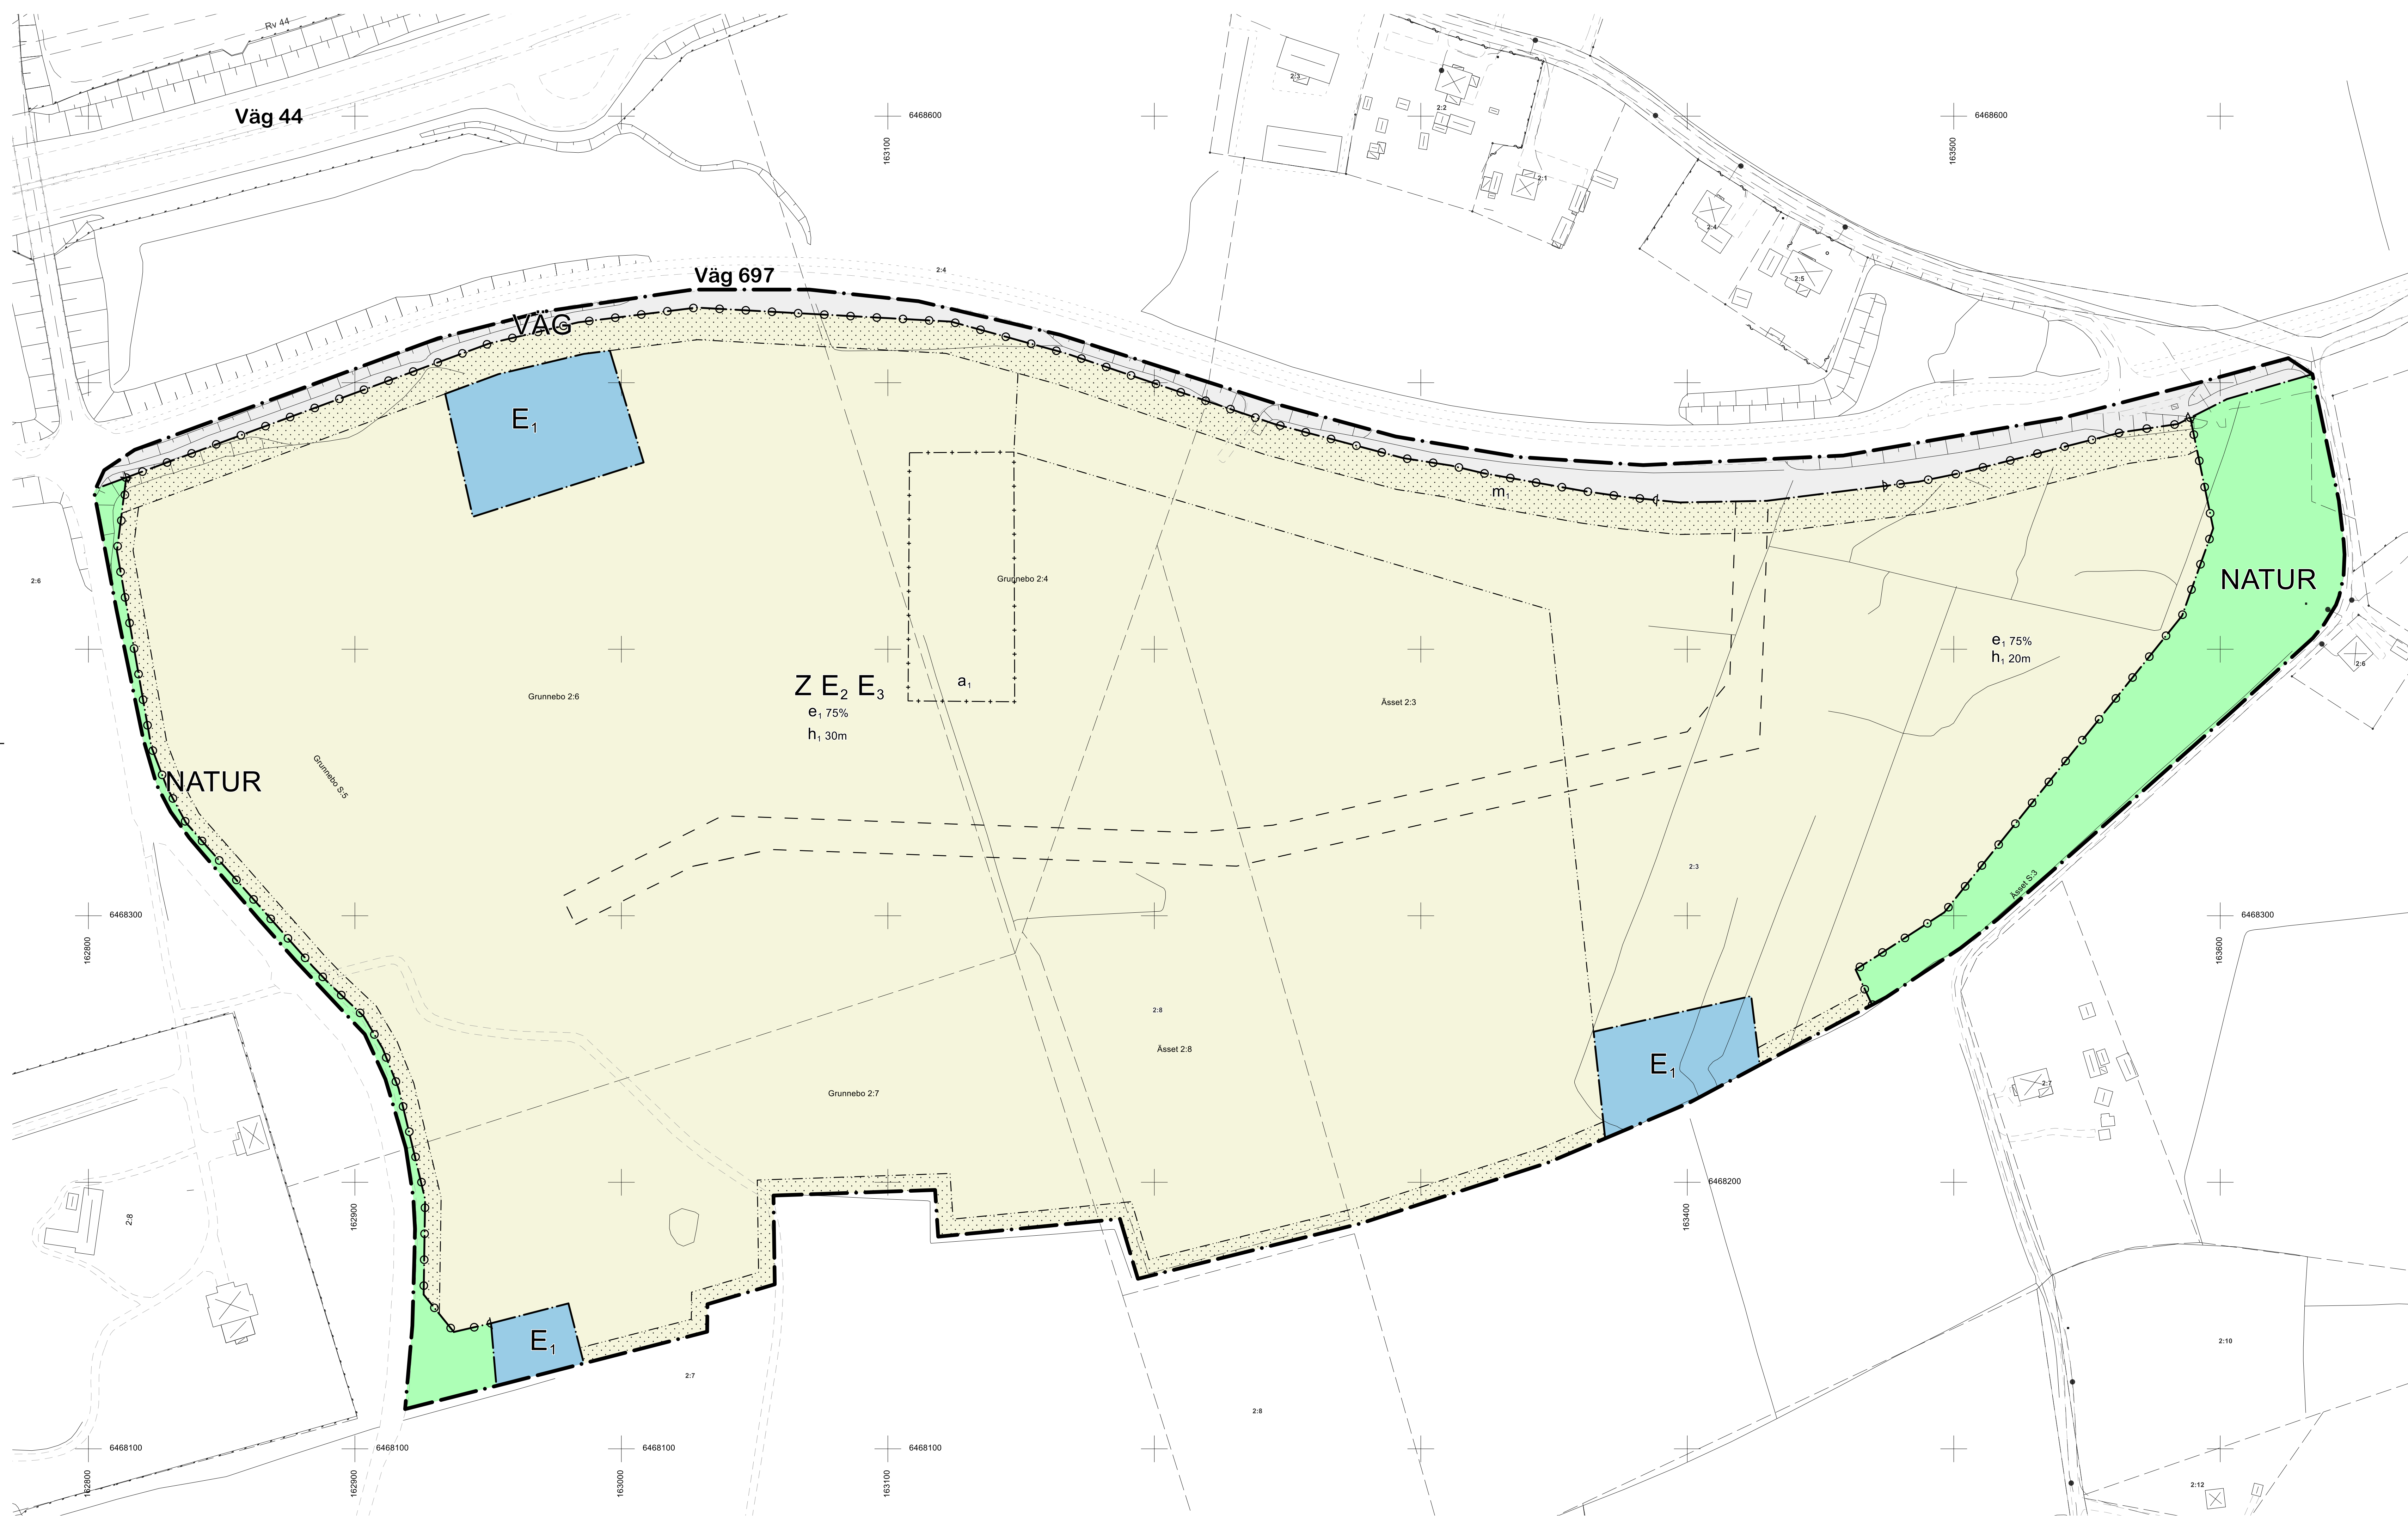 Rv 44
2:3
2:2
Väg 44
6468600
6468600
163100
163500
2:1
2:4
Väg 697
2:4
2:5
VÄG
E1
m1
2:6
Grunnebo 2:4
NATUR
e1 75%
h1 20m
2:6
Z E2 E3
e1 75%
h1 30m
a1
Grunnebo 2:6
Ässet 2:3
NATUR
Grunnebo S:5
2:3
Ässet S:3
6468300
6468300
162800
163600
2:8
Ässet 2:8
E1
Grunnebo 2:7
2:7
6468200
162900
163400
2:8
E1
2:10
2:7
2:8
6468100
6468100
6468100
6468100
162800
162900
163000
163100
2:12